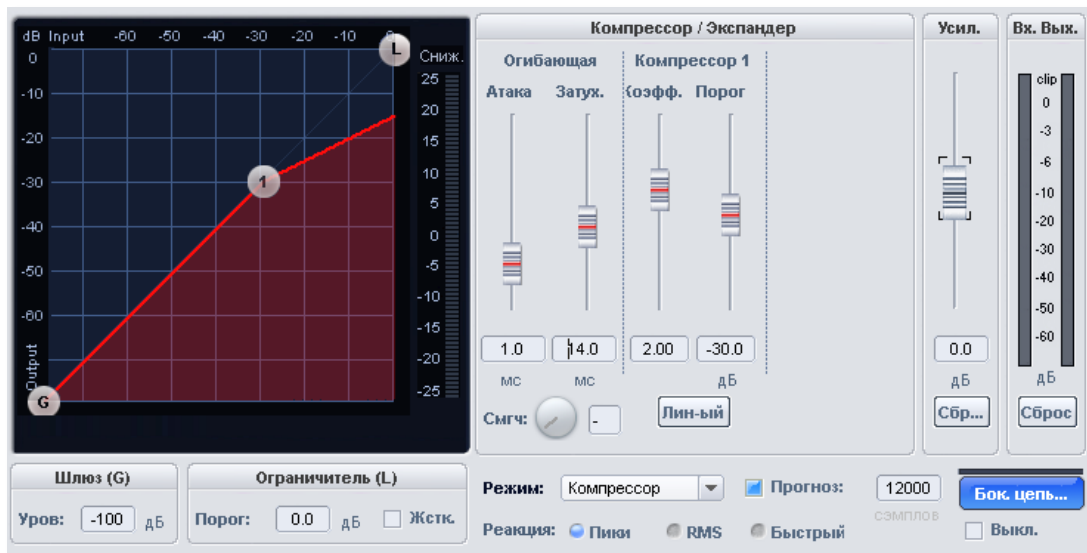 dB Input -60 -50 -40 -30 -20 -10 0
0
-10
-20
-30
-40
-50
-60
Output
L
1
G
Сниж.
25
20
15
10
5
0
-5
-10
-15
-20
-25
Компрессор / Экспандер
Огибающая Компрессор 1
Атака Затух. Коэфф. Порог
1.0 14.0 2.00 -30.0
мс мс дБ
Смгч: - Лин-ый
Усил.
0.0
дБ
Сбр...
Вх. Вых.
clip
0
-3
-6
-10
-20
-30
-40
-50
-60
дБ
Сброс
Шлюз (G)
Уров: -100 дБ
Ограничитель (L)
Порог: 0.0 дБ Жстк.
Режим: Компрессор Прогноз: 12000
сэмплов
Реакция: Пики RMS Быстрый
Бок. цепь...
Выкл.